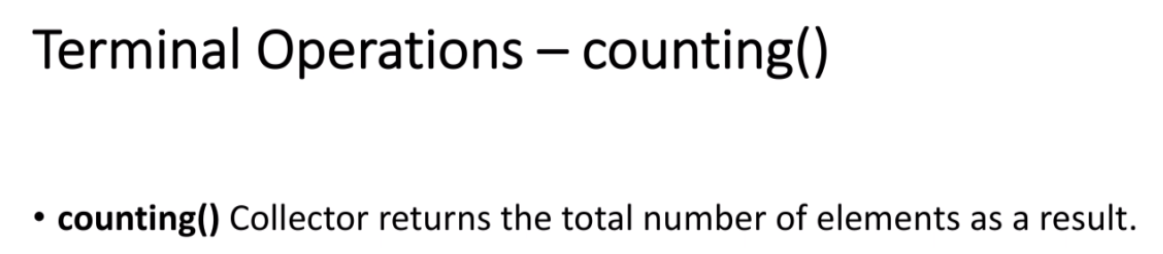 Terminal Operations – counting()
• counting() Collector returns the total number of elements as a result.